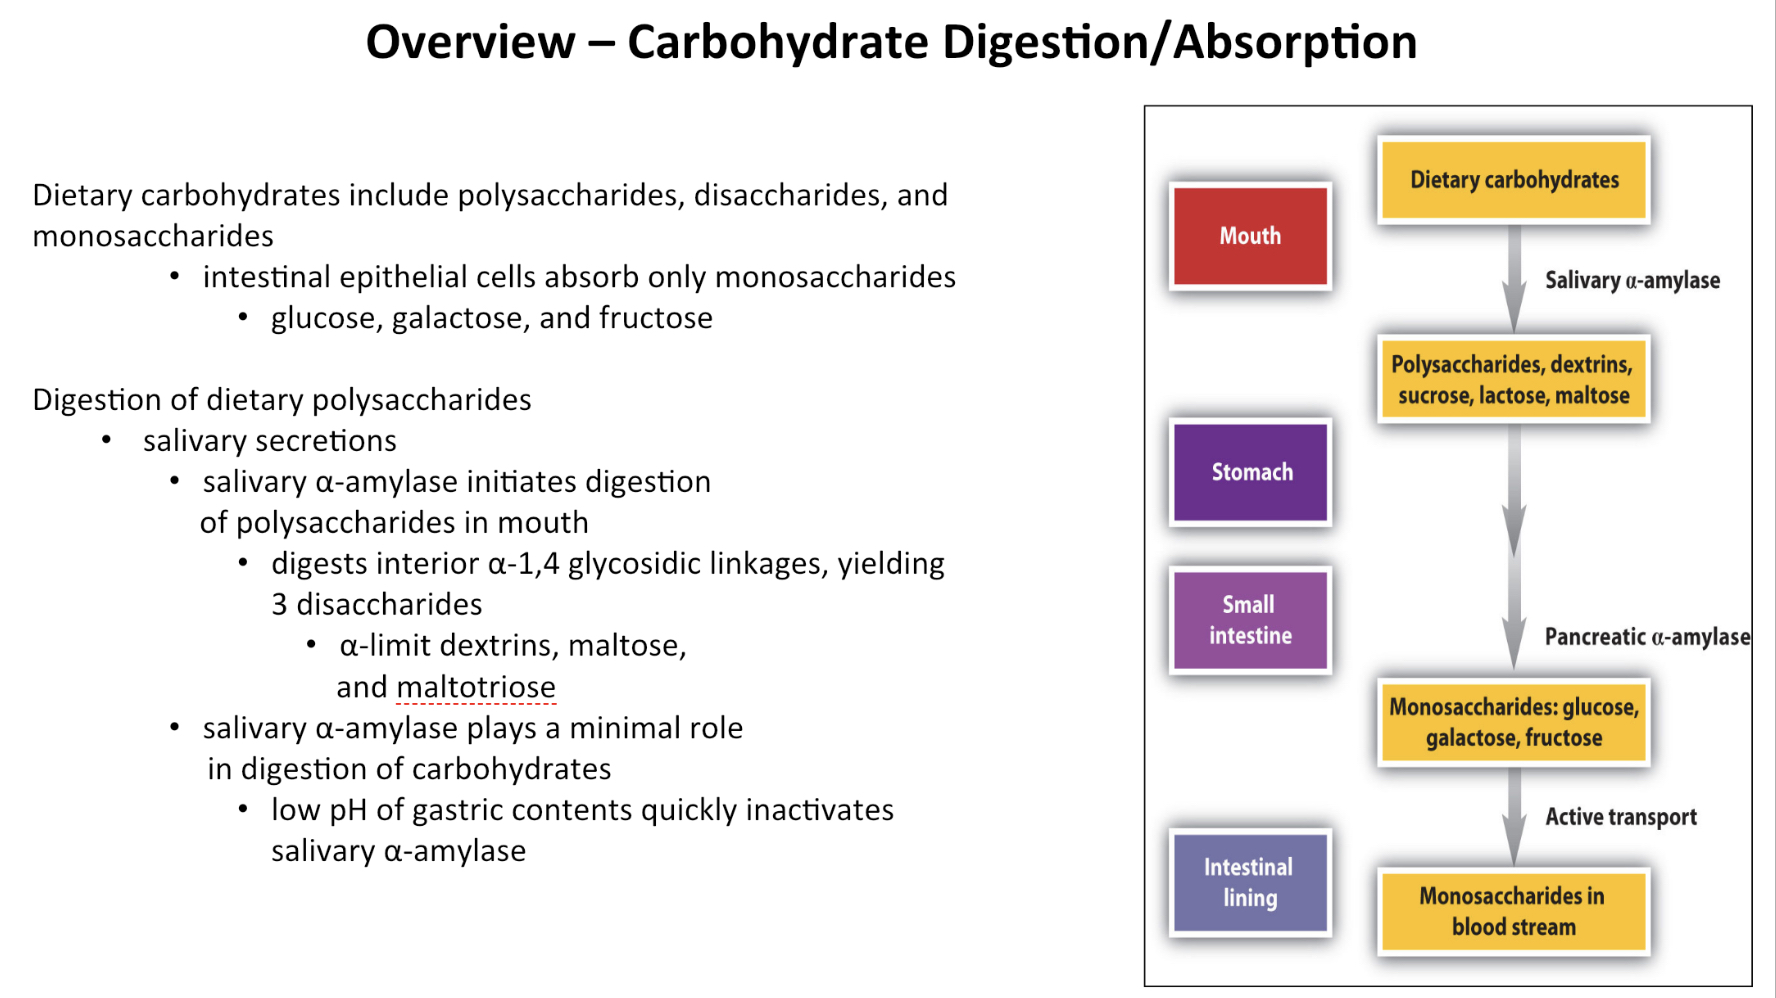 Overview – Carbohydrate Digestion/Absorption
Dietary carbohydrates include polysaccharides, disaccharides, and
monosaccharides
• intestinal epithelial cells absorb only monosaccharides
• glucose, galactose, and fructose
Digestion of dietary polysaccharides
• salivary secretions
• salivary α-amylase initiates digestion
of polysaccharides in mouth
• digests interior α-1,4 glycosidic linkages, yielding
3 disaccharides
• α-limit dextrins, maltose,
and maltotriose
• salivary α-amylase plays a minimal role
in digestion of carbohydrates
• low pH of gastric contents quickly inactivates
salivary α-amylase
Mouth
Stomach
Small
intestine
Intestinal
lining
Dietary carbohydrates
Salivary α-amylase
Polysaccharides, dextrins,
sucrose, lactose, maltose
Pancreatic α-amylase
Monosaccharides: glucose,
galactose, fructose
Active transport
Monosaccharides in
blood stream